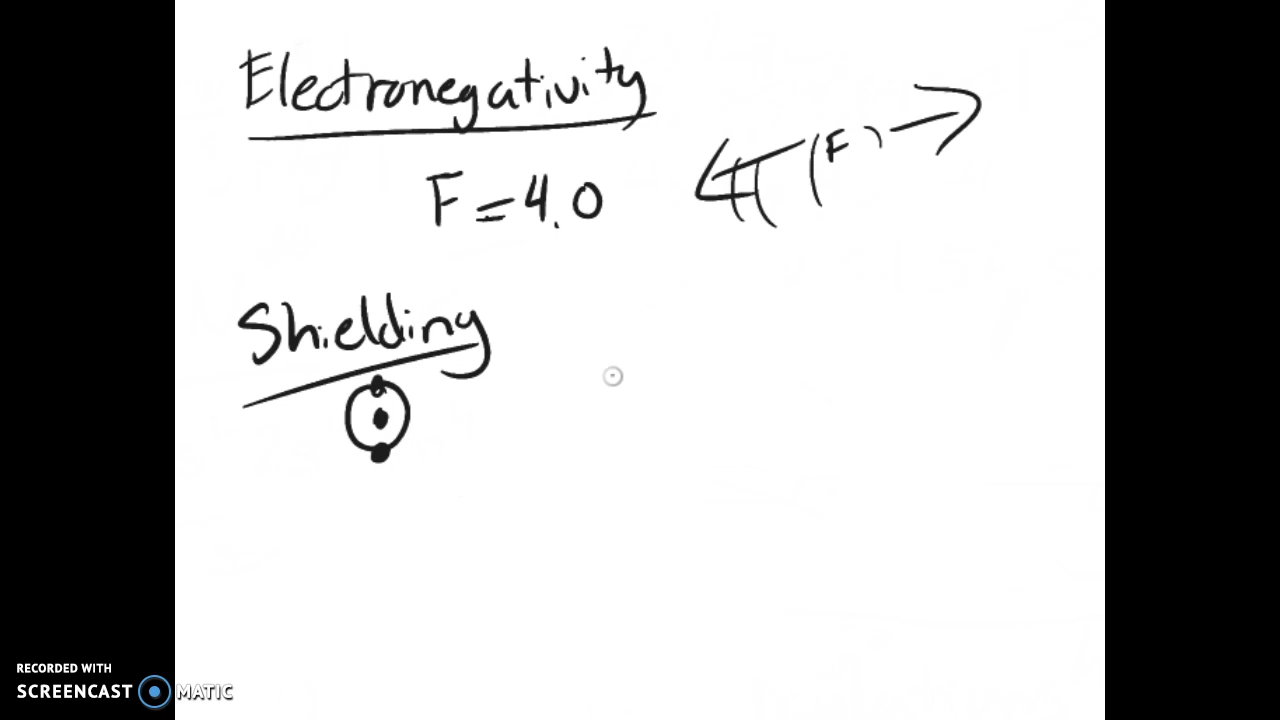 Electronegativity
F = 4.0
F
Shielding
RECORDED WITH
SCREENCAST MATIC